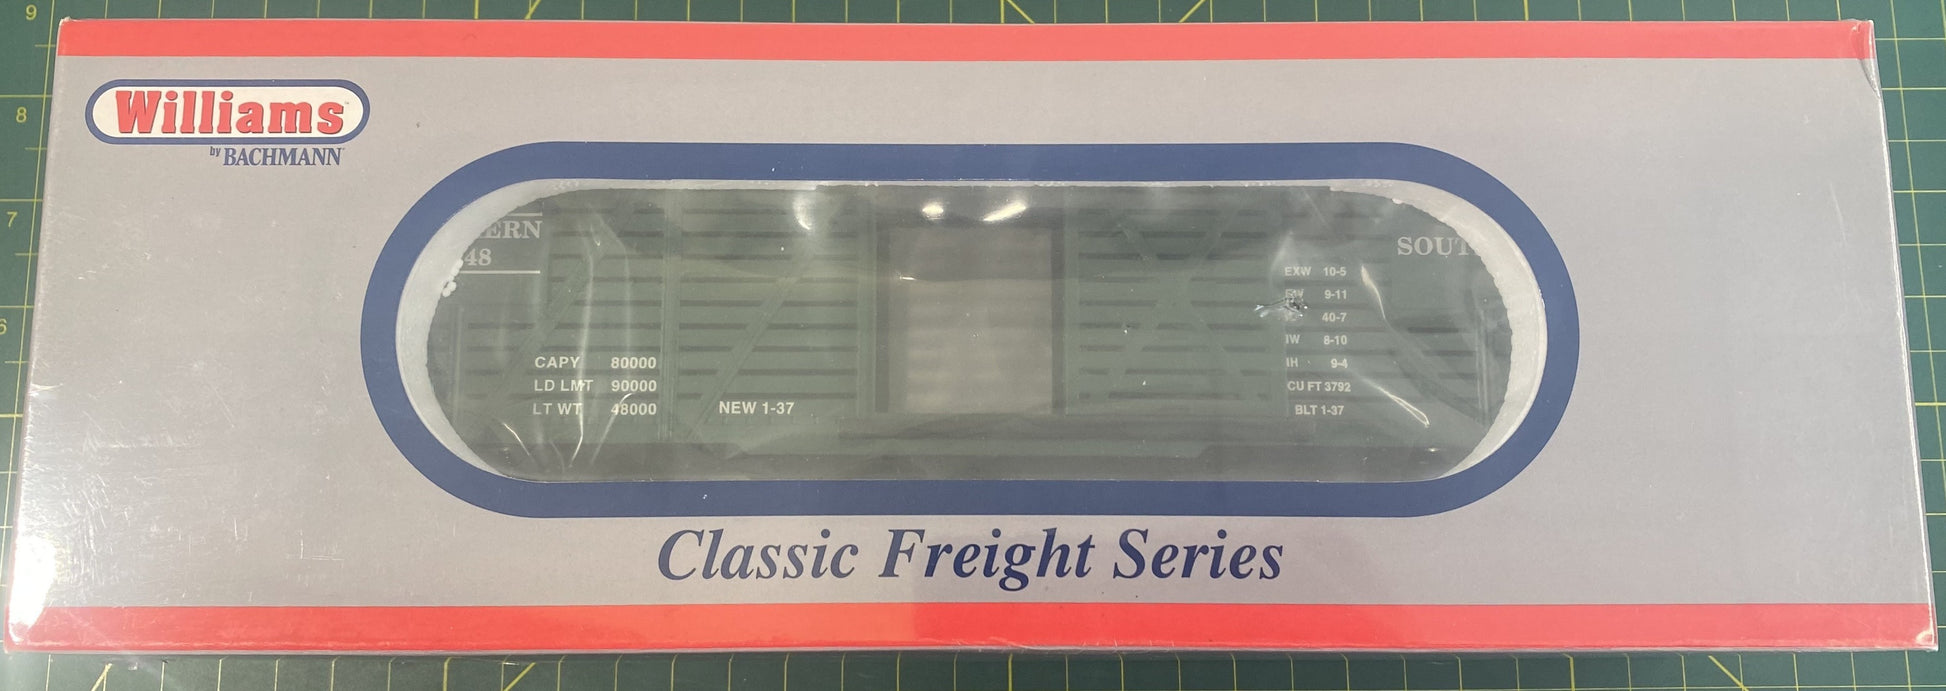 Williams
by BACHMANN
ERN
48
SOUT
EXW 10-5
EW 9-11
40-7
IW 8-10
IH 9-4
CU FT 3792
BLT 1-37
CAPY 80000
LD LMT 90000
LT WT 48000
NEW 1-37
Classic Freight Series
9
8
7
6